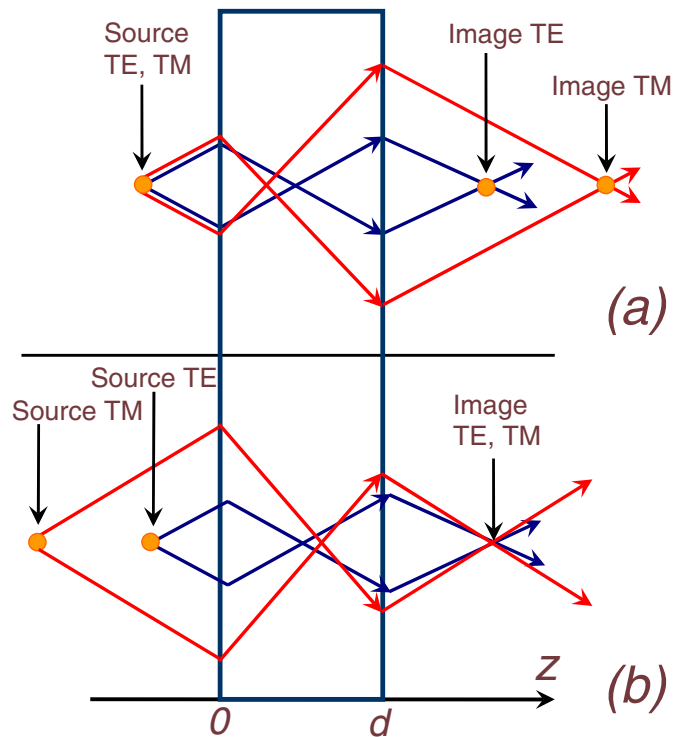 Source
TE, TM
Image TE
Image TM
(a)
Source TE
Source TM
Image
TE, TM
z
(b)
0
d